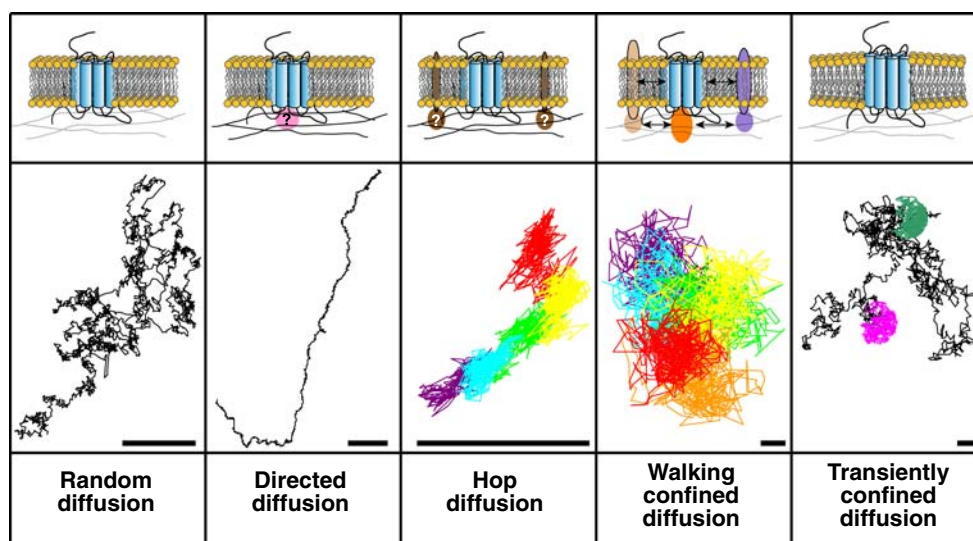 ?
? ?
Random
diffusion
Directed
diffusion
Hop
diffusion
Walking
confined
diffusion
Transiently
confined
diffusion